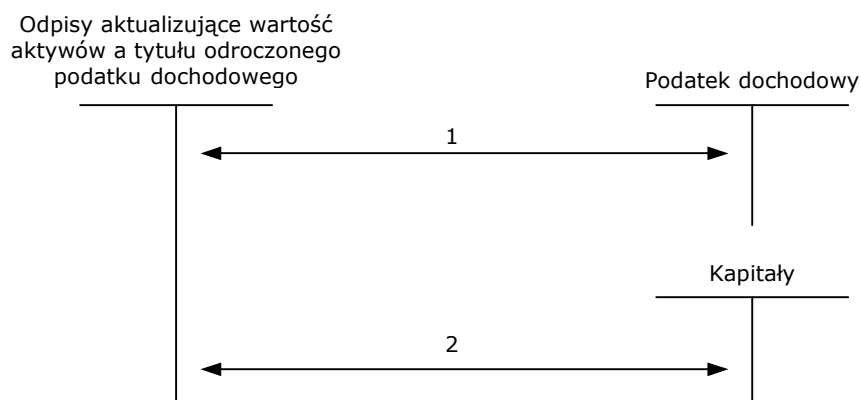 Odpisy aktualizujące wartość
aktywów a tytułu odroczonego
podatku dochodowego
Podatek dochodowy
1
Kapitały
2